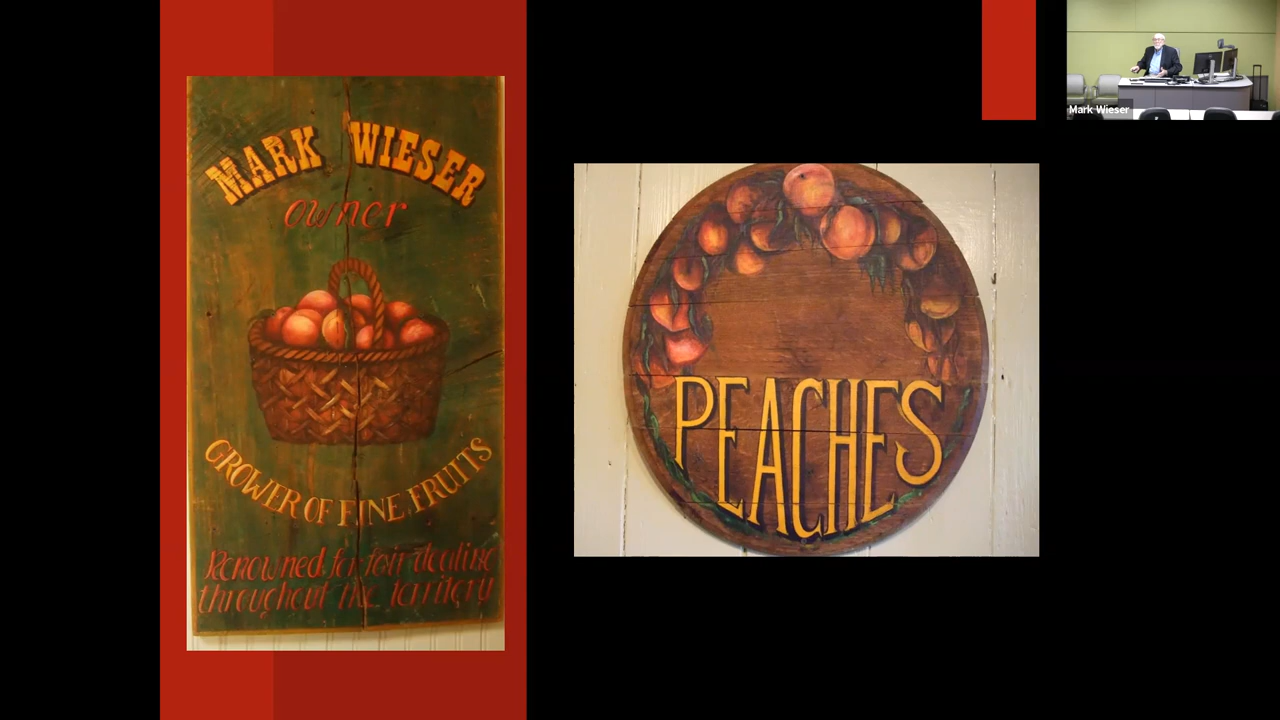 MARK WIESER
owner
GROWER OF FINE FRUITS
Renowned for fair dealing
throughout the territory
PEACHES
Mark Wieser